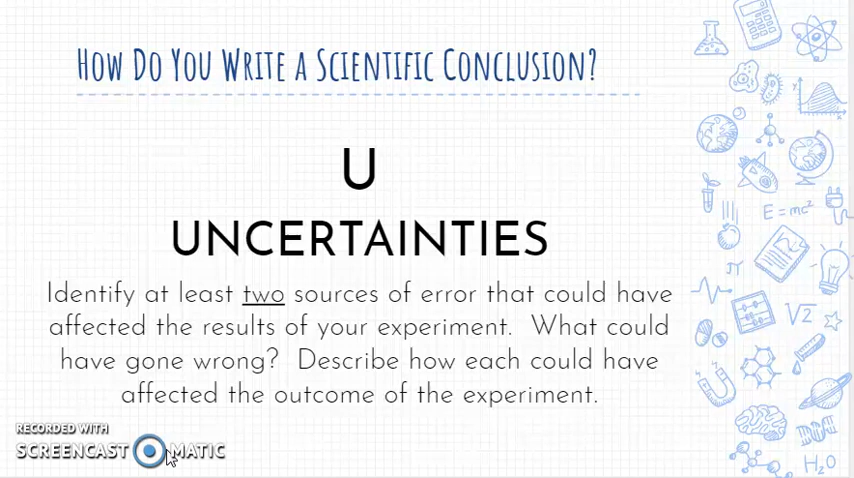 How Do You Write a Scientific Conclusion?
U
UNCERTAINTIES
Identify at least two sources of error that could have
affected the results of your experiment. What could
have gone wrong? Describe how each could have
affected the outcome of the experiment.
RECORDED WITH
SCREENCAST MATIC
E=mc²
√2
H₂O
y
x